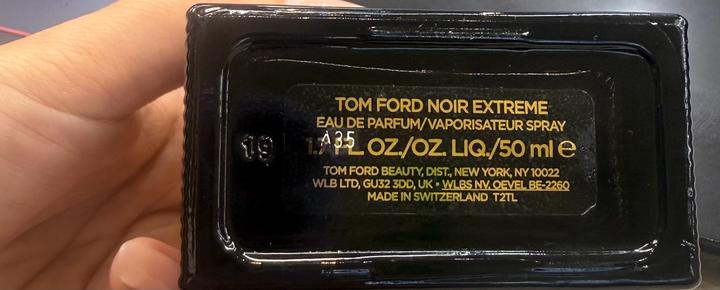 TOM FORD NOIR EXTREME
EAU DE PARFUM/VAPORISATEUR SPRAY
19
A35
1.7 FL. OZ./OZ. LIQ./50 ml e
TOM FORD BEAUTY, DIST., NEW YORK, NY 10022
WLB LTD, GU32 3DD, UK • WLBS NV. OEVEL BE-2260
MADE IN SWITZERLAND T2TL